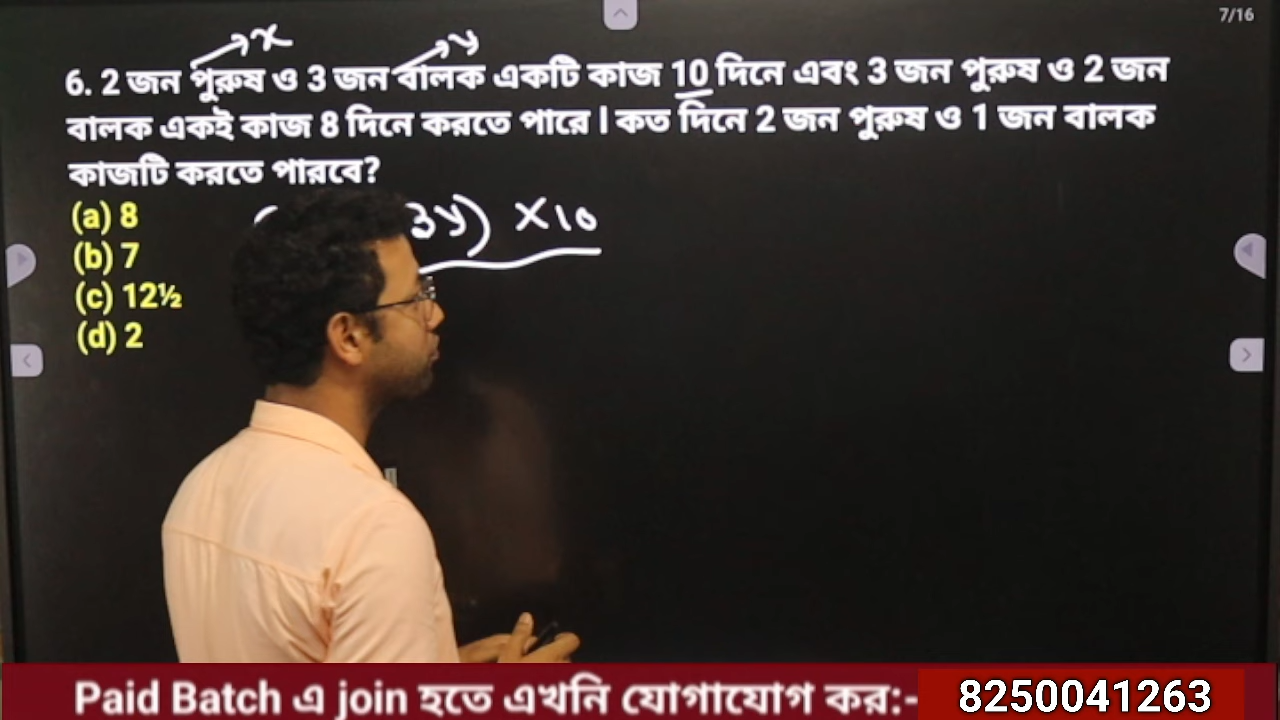 7/16
x
y
6. 2 জন পুরুষ ও 3 জন বালক একটি কাজ 10 দিনে এবং 3 জন পুরুষ ও 2 জন
বালক একই কাজ 8 দিনে করতে পারে । কত দিনে 2 জন পুরুষ ও 1 জন বালক
কাজটি করতে পারবে?
(a) 8
(b) 7
(c) 12½
(d) 2
( 3y) ×10
Paid Batch এ join হতে এখনি যোগাযোগ কর:- 8250041263